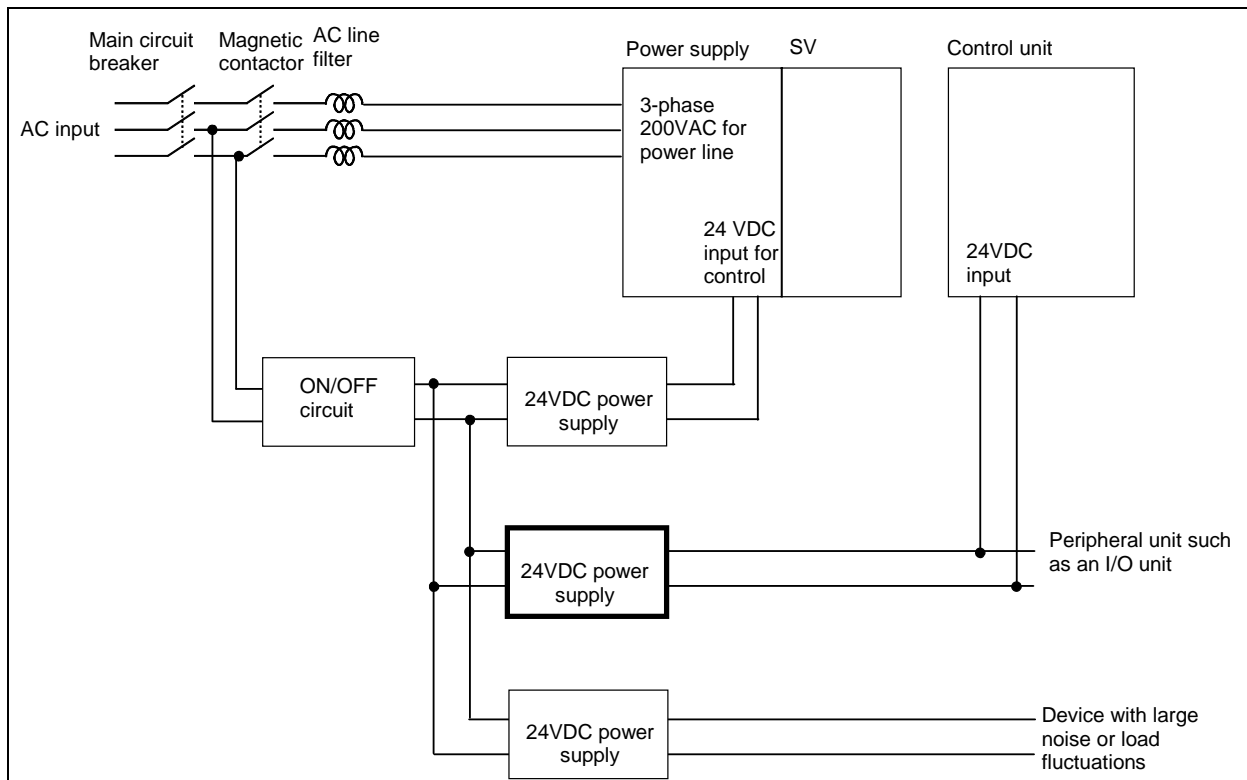 Main circuit
breaker
Magnetic
contactor
AC line
filter
Power supply
SV
Control unit
AC input
3-phase
200VAC for
power line
24 VDC
input for
control
24VDC
input
ON/OFF
circuit
24VDC power
supply
24VDC power
supply
Peripheral unit such
as an I/O unit
24VDC power
supply
Device with large
noise or load
fluctuations